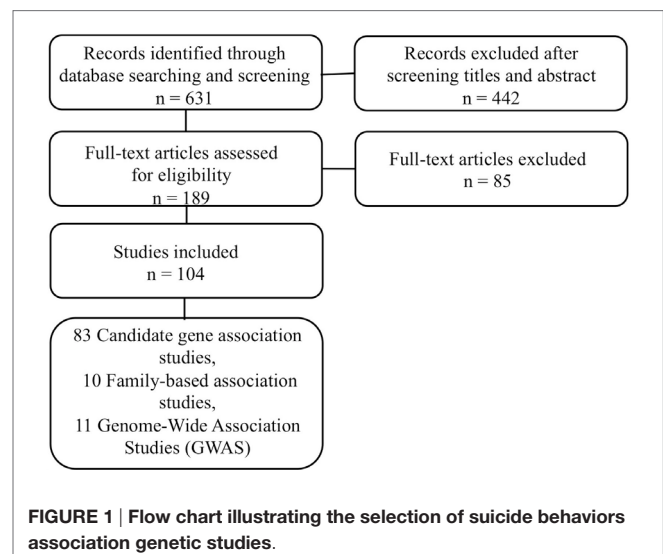 Records identified through
database searching and screening
n = 631
Records excluded after
screening titles and abstract
n = 442
Full-text articles assessed
for eligibility
n = 189
Full-text articles excluded
n = 85
Studies included
n = 104
83 Candidate gene association
studies,
10 Family-based association
studies,
11 Genome-Wide Association
Studies (GWAS)
FIGURE 1 | Flow chart illustrating the selection of suicide behaviors
association genetic studies.